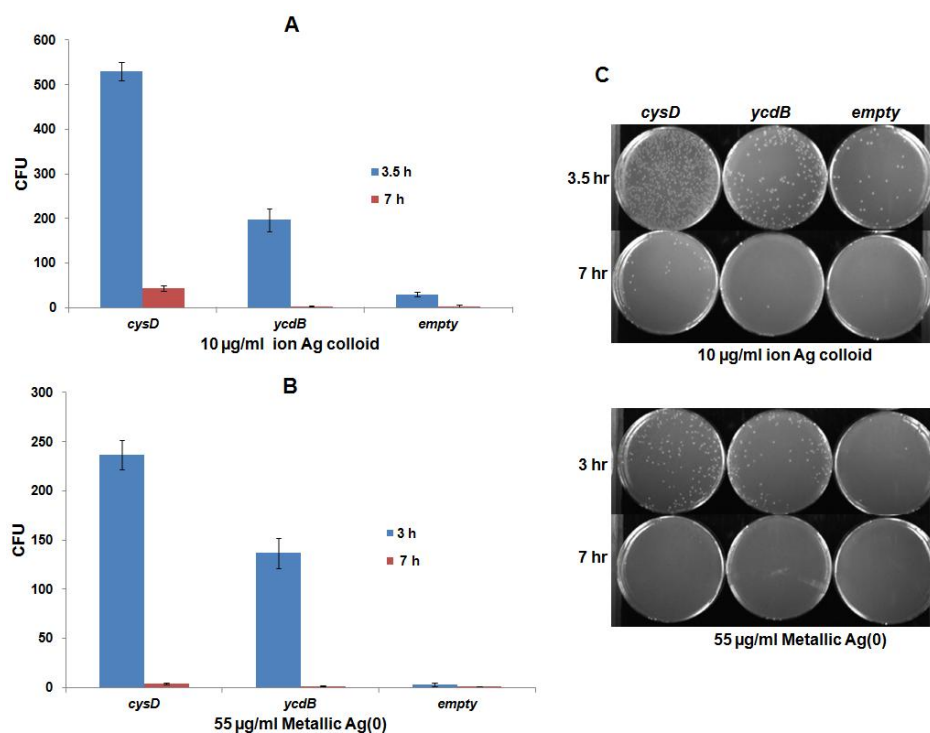 A
600
500
400
300
200
100
0
CFU
3.5 h
7 h
cysD ycdB empty
10 µg/ml ion Ag colloid
B
300
250
200
150
100
50
0
CFU
3 h
7 h
cysD ycdB empty
55 µg/ml Metallic Ag(0)
C
cysD ycdB empty
3.5 hr
7 hr
10 µg/ml ion Ag colloid
3 hr
7 hr
55 µg/ml Metallic Ag(0)